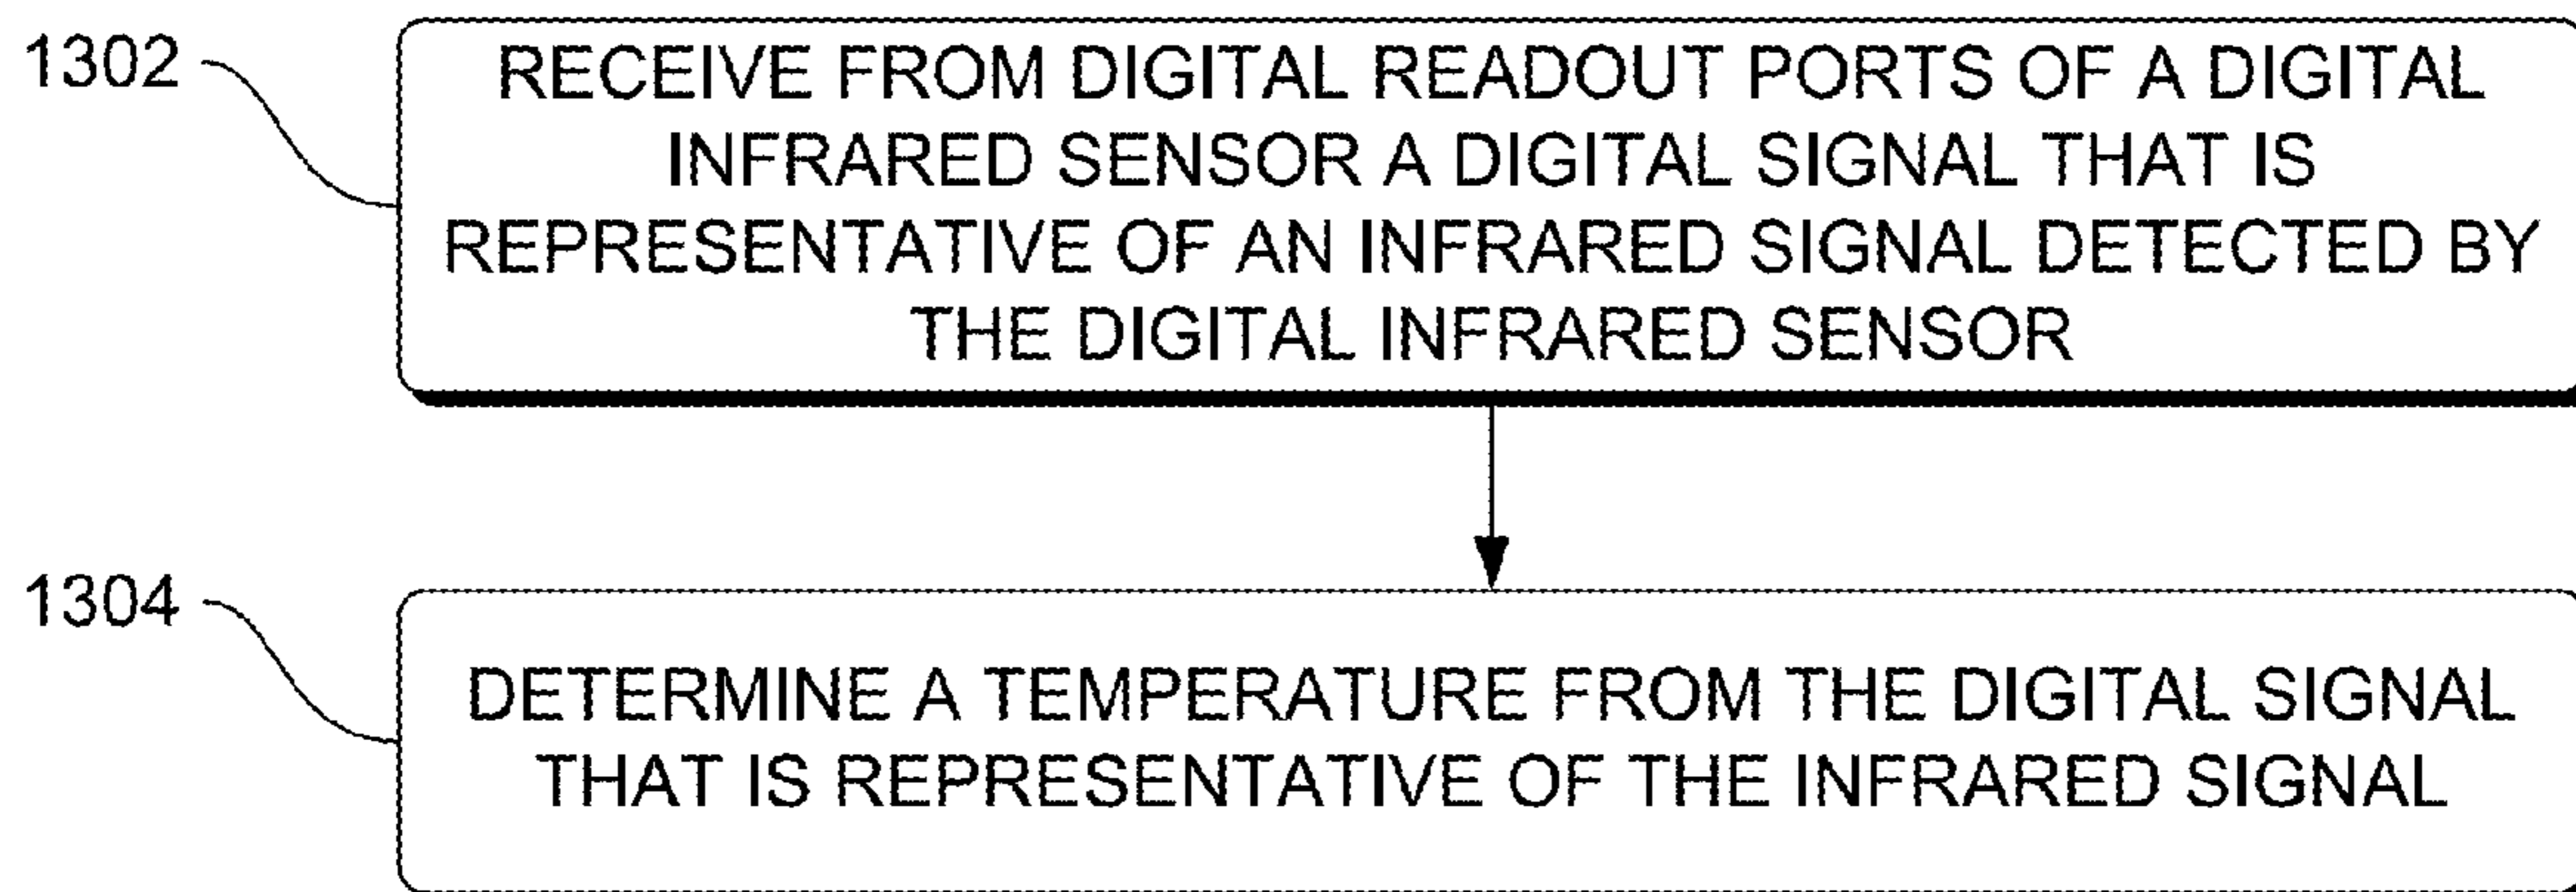 1302
RECEIVE FROM DIGITAL READOUT PORTS OF A DIGITAL
INFRARED SENSOR A DIGITAL SIGNAL THAT IS
REPRESENTATIVE OF AN INFRARED SIGNAL DETECTED BY
THE DIGITAL INFRARED SENSOR
1304
DETERMINE A TEMPERATURE FROM THE DIGITAL SIGNAL
THAT IS REPRESENTATIVE OF THE INFRARED SIGNAL